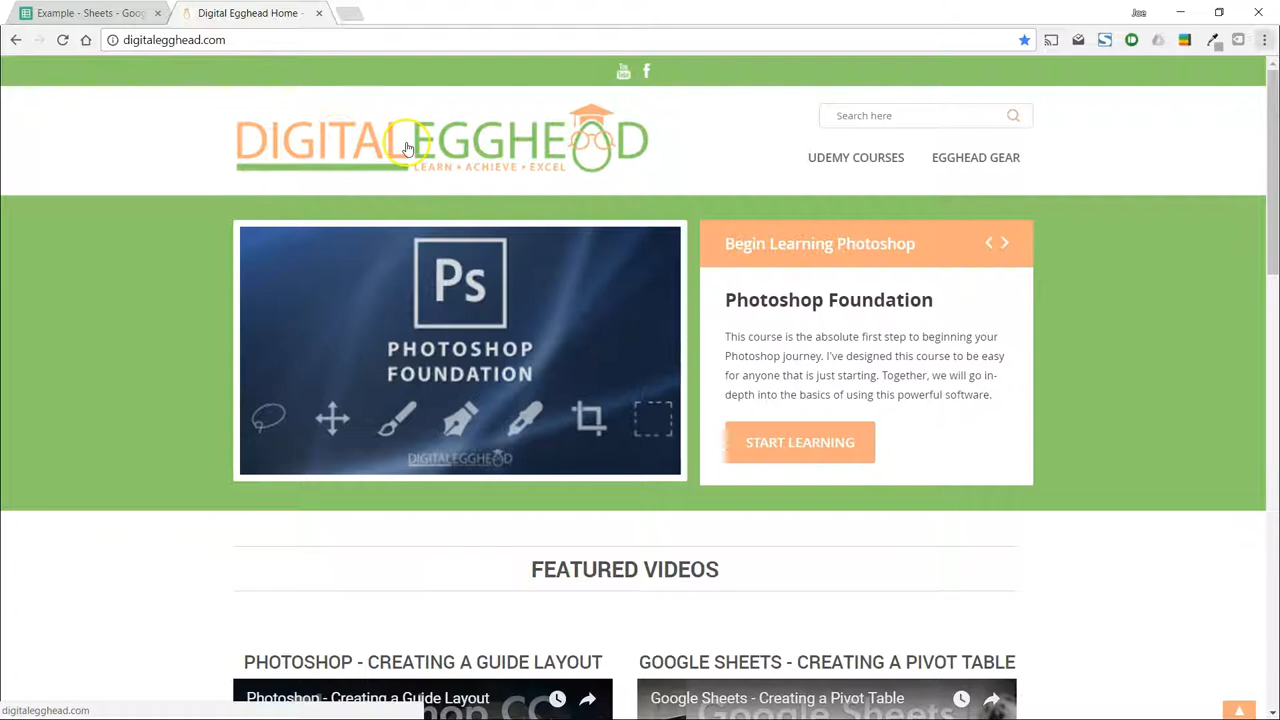 Example - Sheets - Goog
Digital Egghead Home -
Joe
digitalegghead.com
You Tube
f
DIGITALEGGHEAD
LEARN • ACHIEVE • EXCEL
Search here
UDEMY COURSES
EGGHEAD GEAR
Ps
PHOTOSHOP
FOUNDATION
DIGITALEGGHEAD
Begin Learning Photoshop
Photoshop Foundation
This course is the absolute first step to beginning your
Photoshop journey. I've designed this course to be easy
for anyone that is just starting. Together, we will go in-
depth into the basics of using this powerful software.
START LEARNING
FEATURED VIDEOS
PHOTOSHOP - CREATING A GUIDE LAYOUT
GOOGLE SHEETS - CREATING A PIVOT TABLE
Photoshop - Creating a Guide Layout
Google Sheets - Creating a Pivot Table
digitalegghead.com